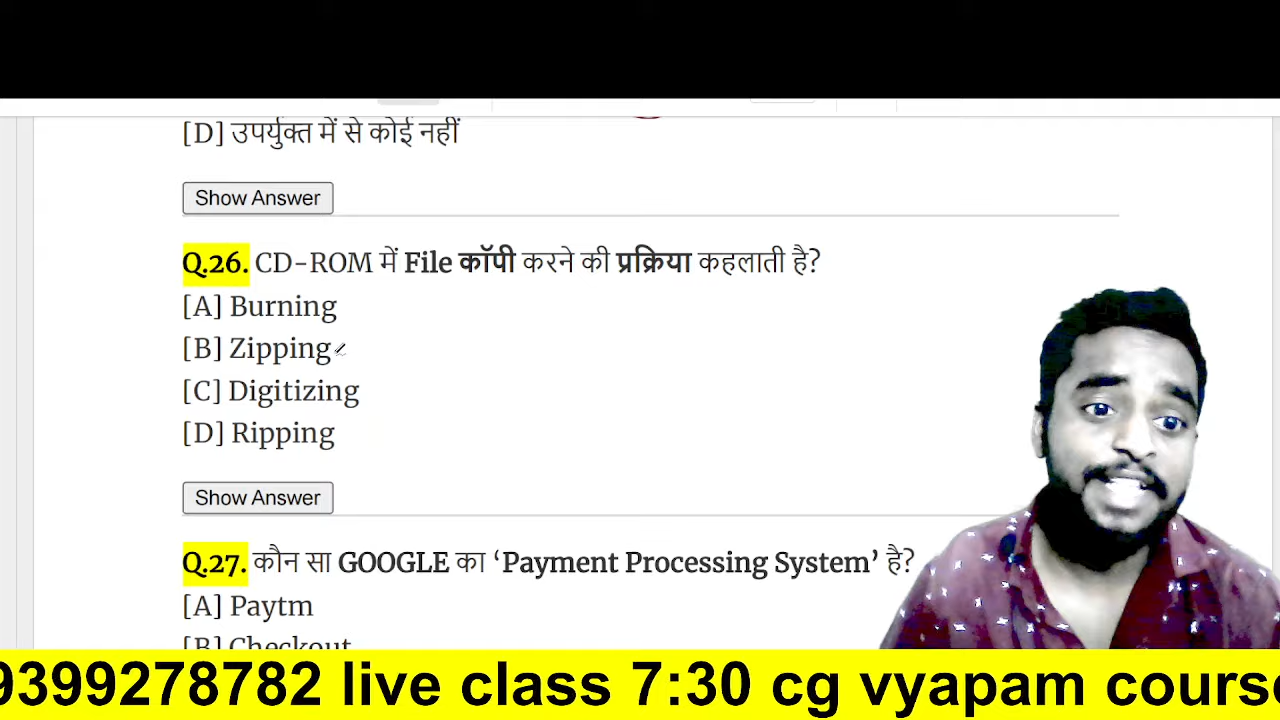 [D] उपर्युक्त में से कोई नहीं
Show Answer
Q.26. CD-ROM में File कॉपी करने की प्रक्रिया कहलाती है?
[A] Burning
[B] Zipping
[C] Digitizing
[D] Ripping
Show Answer
Q.27. कौन सा GOOGLE का ‘Payment Processing System’ है?
[A] Paytm
[B] Checkout
9399278782 live class 7:30 cg vyapam course